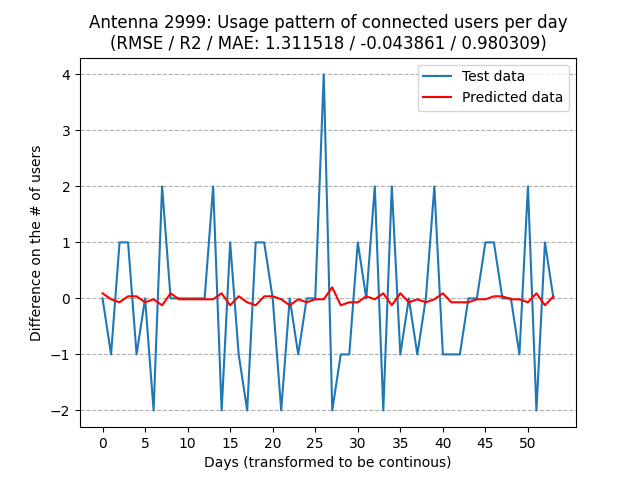 Antenna 2999: Usage pattern of connected users per day
(RMSE / R2 / MAE: 1.311518 / -0.043861 / 0.980309)
Test data
Predicted data
Difference on the # of users
4
3
2
1
0
−1
−2
0 5 10 15 20 25 30 35 40 45 50
Days (transformed to be continous)